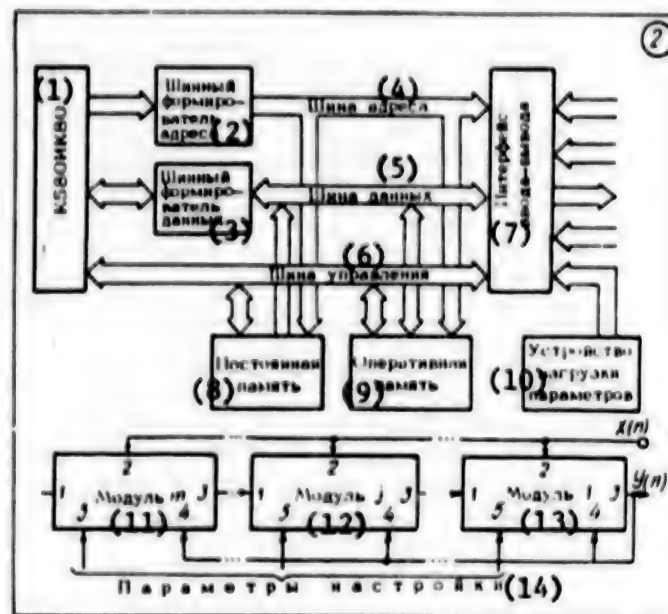 2
(1)
К580ИК80
Шинный
формиро-
ватель
адреса
(2)
(4)
Шина адреса
Шинный
формиро-
ватель
данных
(3)
(5)
Шина данных
(6)
Шина управления
Интерфейс
ввода-вывода
(7)
Постоянная
память
(8)
Оперативная
память
(9)
Устройство
загрузки
параметров
(10)
X(n)
2
1 Модуль m 3
5 (11) 4
2
1 Модуль j 3
5 (12) 4
2
1 Модуль 1 3
5 (13) 4
Y(n)
Параметры настройки (14)